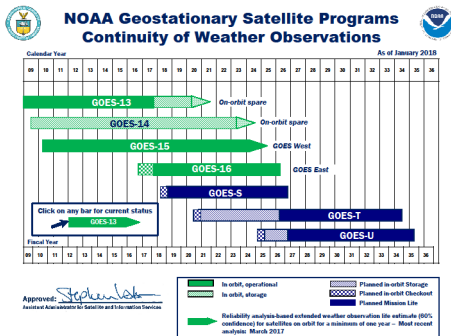 NOAA Geostationary Satellite Programs
Continuity of Weather Observations
Calendar Year
As of January 2018
09 10 11 12 13 14 15 16 17 18 19 20 21 22 23 24 25 26 27 28 29 30 31 32 33 34 35 36
GOES-13 On-orbit spare
GOES-14 On-orbit spare
GOES-15 GOES West
GOES-16 GOES East
GOES-S
Click on any bar for current status
GOES-13
GOES-T
GOES-U
Fiscal Year
09 10 11 12 13 14 15 16 17 18 19 20 21 22 23 24 25 26 27 28 29 30 31 32 33 34 35 36
Approved:
Assistant Administrator for Satellite and Information Services
In orbit, operational
In orbit, storage
Planned in-orbit Storage
Planned in-orbit Checkout
Planned Mission Life
Reliability analysis-based extended weather observation life estimate (60%
confidence) for satellites on orbit for a minimum of one year – Most recent
analysis: March 2017